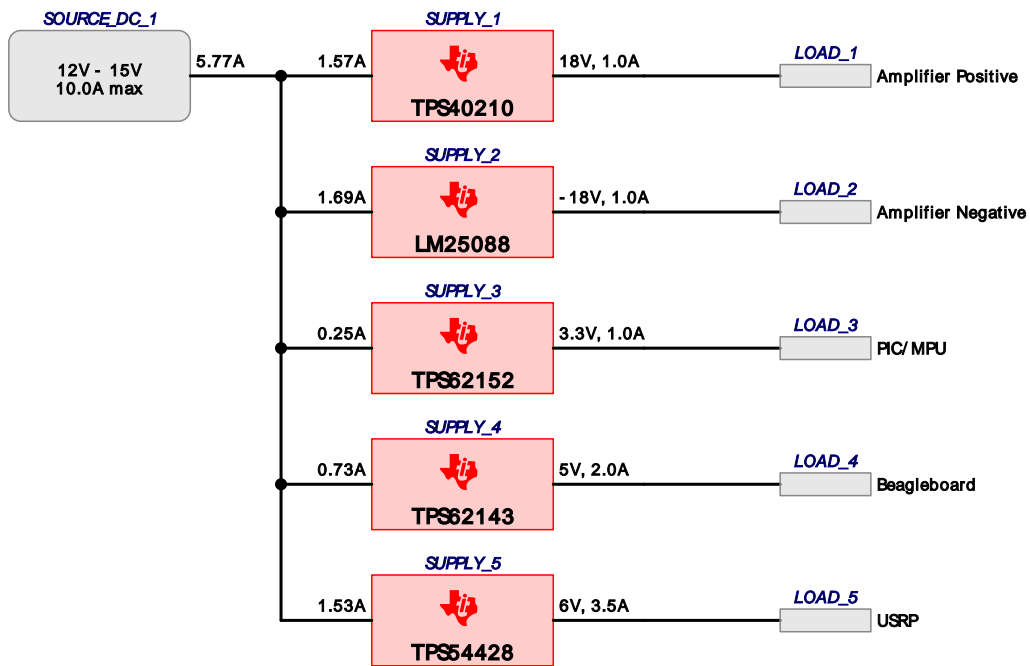 SOURCE_DC_1
12V - 15V
10.0A max
5.77A
SUPPLY_1
1.57A
TPS40210
18V, 1.0A
LOAD_1
Amplifier Positive
SUPPLY_2
1.69A
LM25088
-18V, 1.0A
LOAD_2
Amplifier Negative
SUPPLY_3
0.25A
TPS62152
3.3V, 1.0A
LOAD_3
PIC/MPU
SUPPLY_4
0.73A
TPS62143
5V, 2.0A
LOAD_4
Beagleboard
SUPPLY_5
1.53A
TPS54428
6V, 3.5A
LOAD_5
USRP